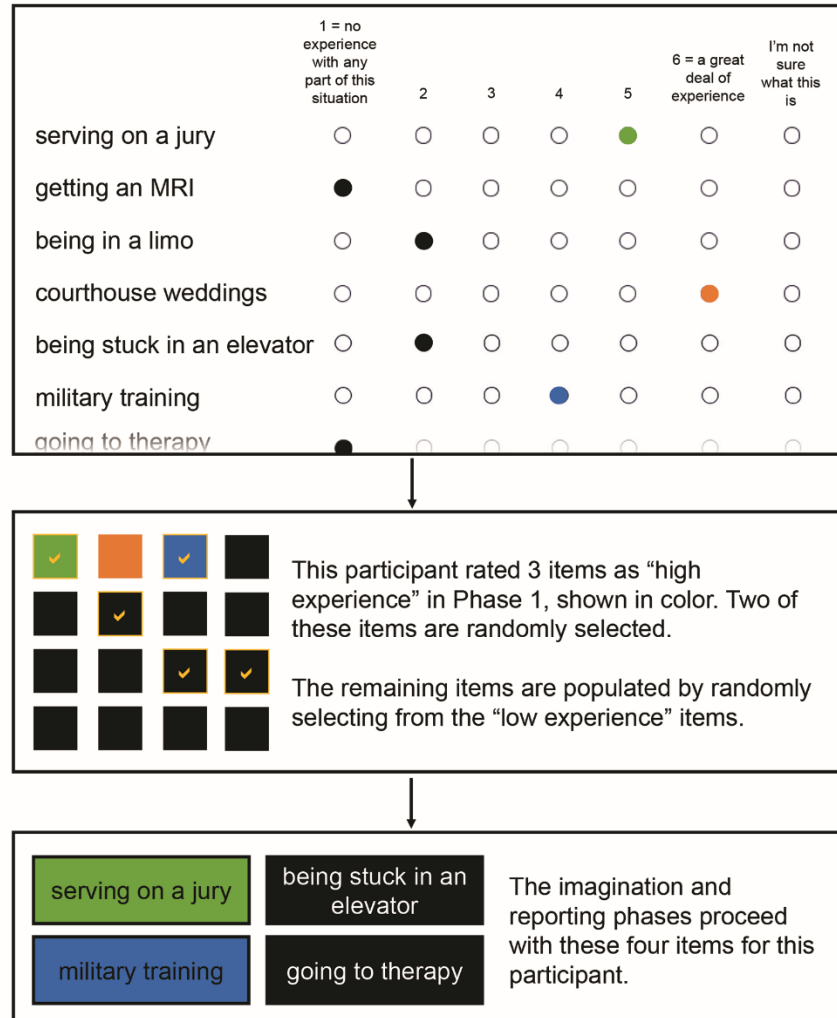 1 = no
experience
with any
part of this
situation
2
3
4
5
6 = a great
deal of
experience
I'm not
sure
what this
is
serving on a jury
getting an MRI
being in a limo
courthouse weddings
being stuck in an elevator
military training
going to therapy
This participant rated 3 items as “high
experience” in Phase 1, shown in color. Two of
these items are randomly selected.
The remaining items are populated by randomly
selecting from the “low experience” items.
serving on a jury
being stuck in an
elevator
military training
going to therapy
The imagination and
reporting phases proceed
with these four items for this
participant.